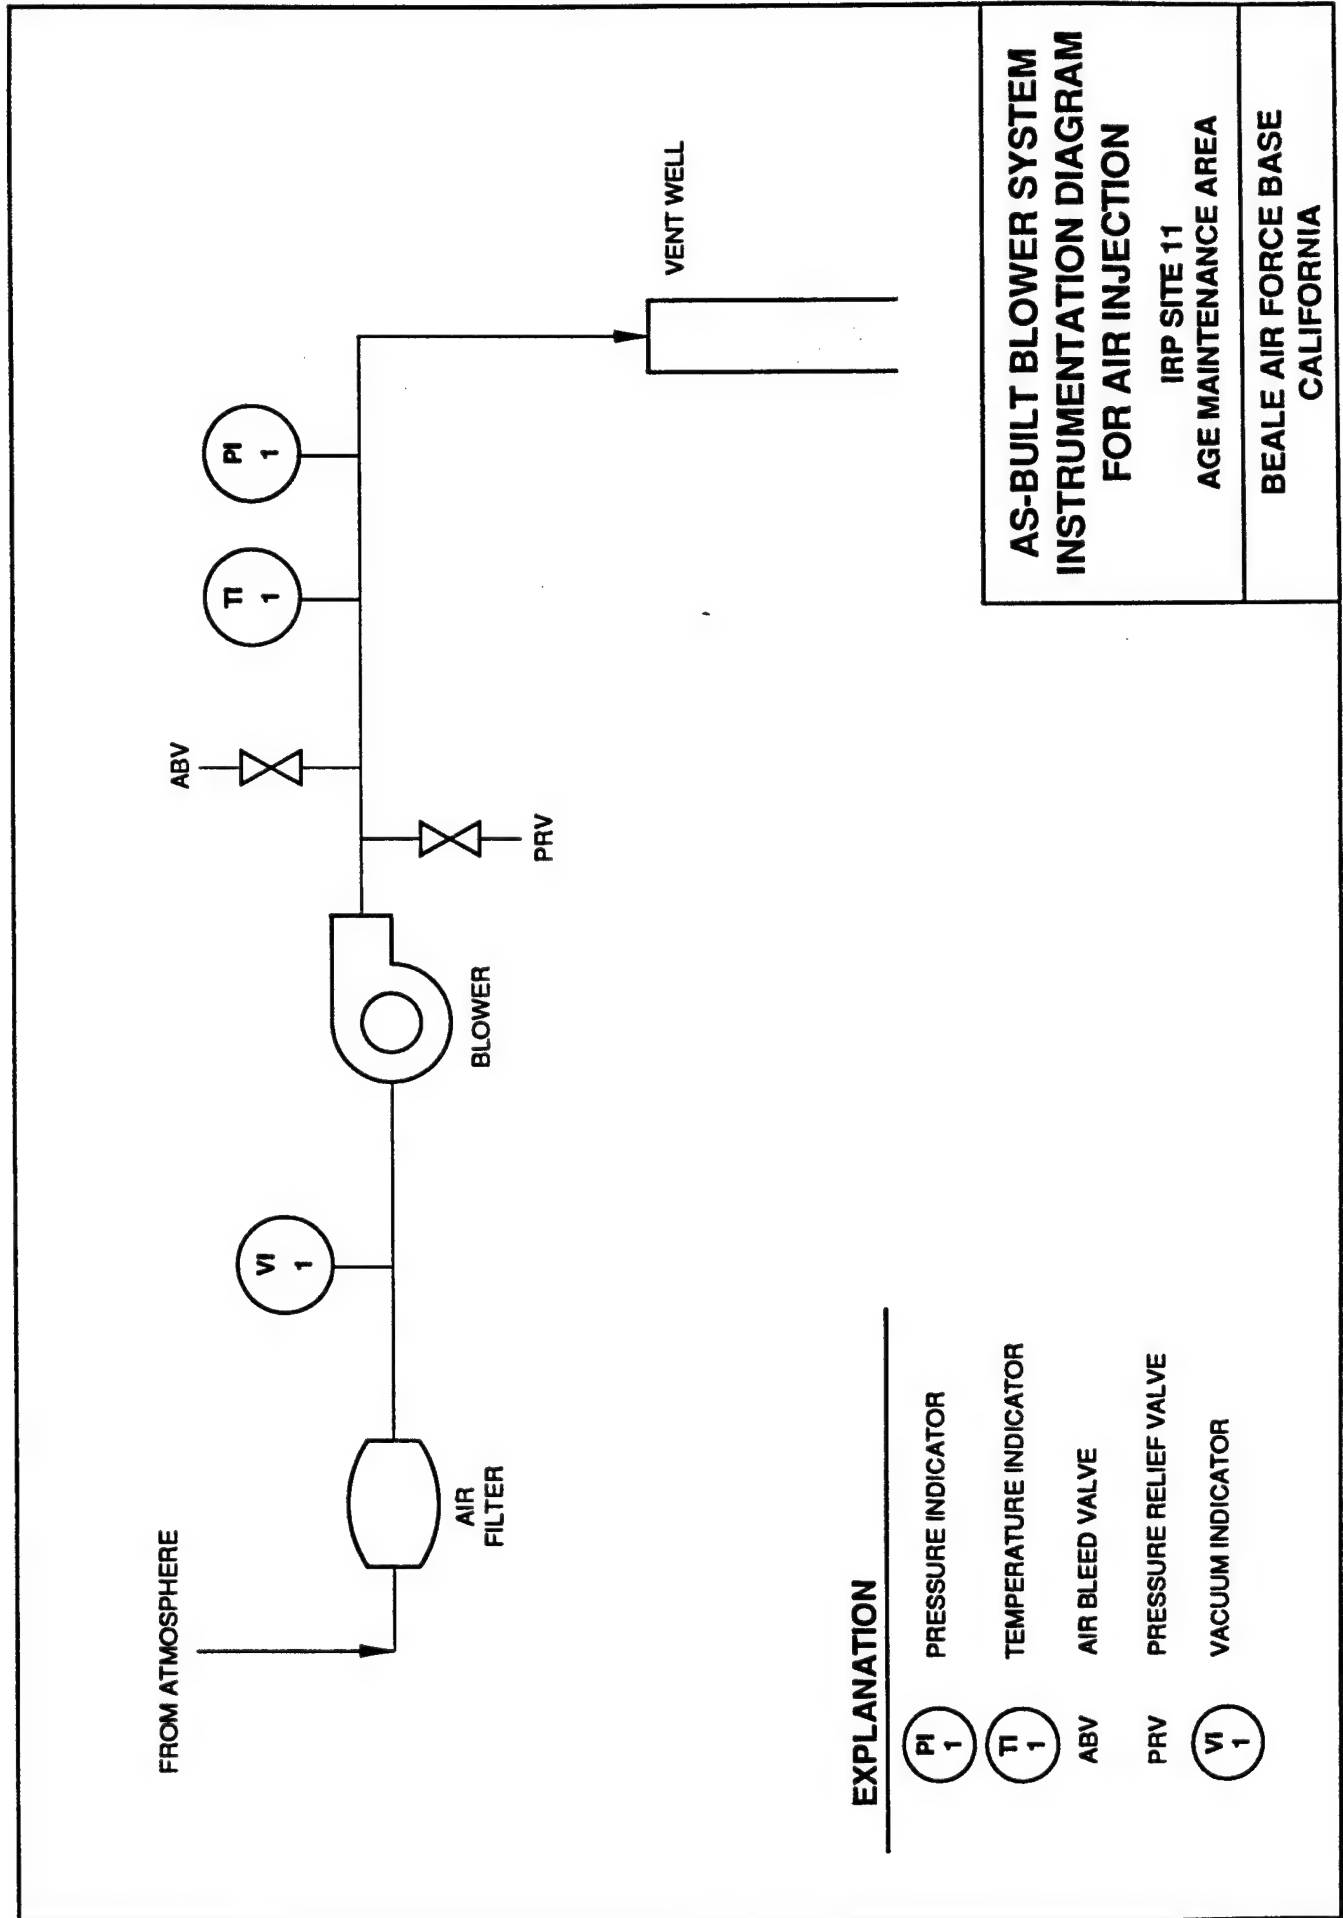 FROM ATMOSPHERE
AIR
FILTER
VI
1
BLOWER
PRV
ABV
TI
1
PI
1
VENT WELL
EXPLANATION
PI
1
PRESSURE INDICATOR
TI
1
TEMPERATURE INDICATOR
ABV AIR BLEED VALVE
PRV PRESSURE RELIEF VALVE
VI
1
VACUUM INDICATOR
AS-BUILT BLOWER SYSTEM
INSTRUMENTATION DIAGRAM
FOR AIR INJECTION
IRP SITE 11
AGE MAINTENANCE AREA
BEALE AIR FORCE BASE
CALIFORNIA